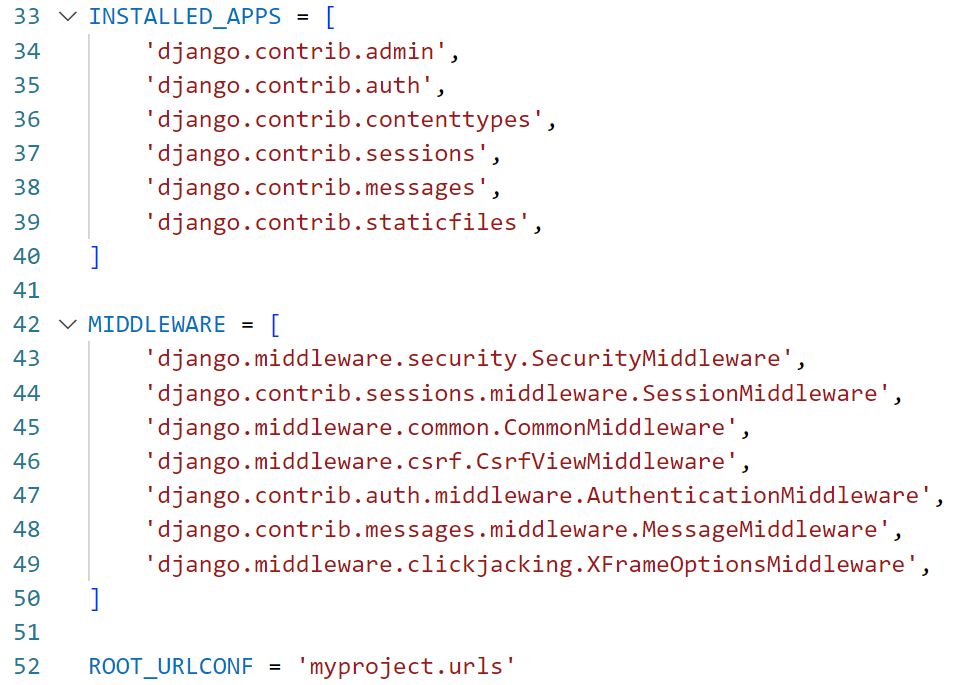 33 INSTALLED_APPS = [
34     'django.contrib.admin',
35     'django.contrib.auth',
36     'django.contrib.contenttypes',
37     'django.contrib.sessions',
38     'django.contrib.messages',
39     'django.contrib.staticfiles',
40 ]
41
42 MIDDLEWARE = [
43     'django.middleware.security.SecurityMiddleware',
44     'django.contrib.sessions.middleware.SessionMiddleware',
45     'django.middleware.common.CommonMiddleware',
46     'django.middleware.csrf.CsrfViewMiddleware',
47     'django.contrib.auth.middleware.AuthenticationMiddleware',
48     'django.contrib.messages.middleware.MessageMiddleware',
49     'django.middleware.clickjacking.XFrameOptionsMiddleware',
50 ]
51
52 ROOT_URLCONF = 'myproject.urls'